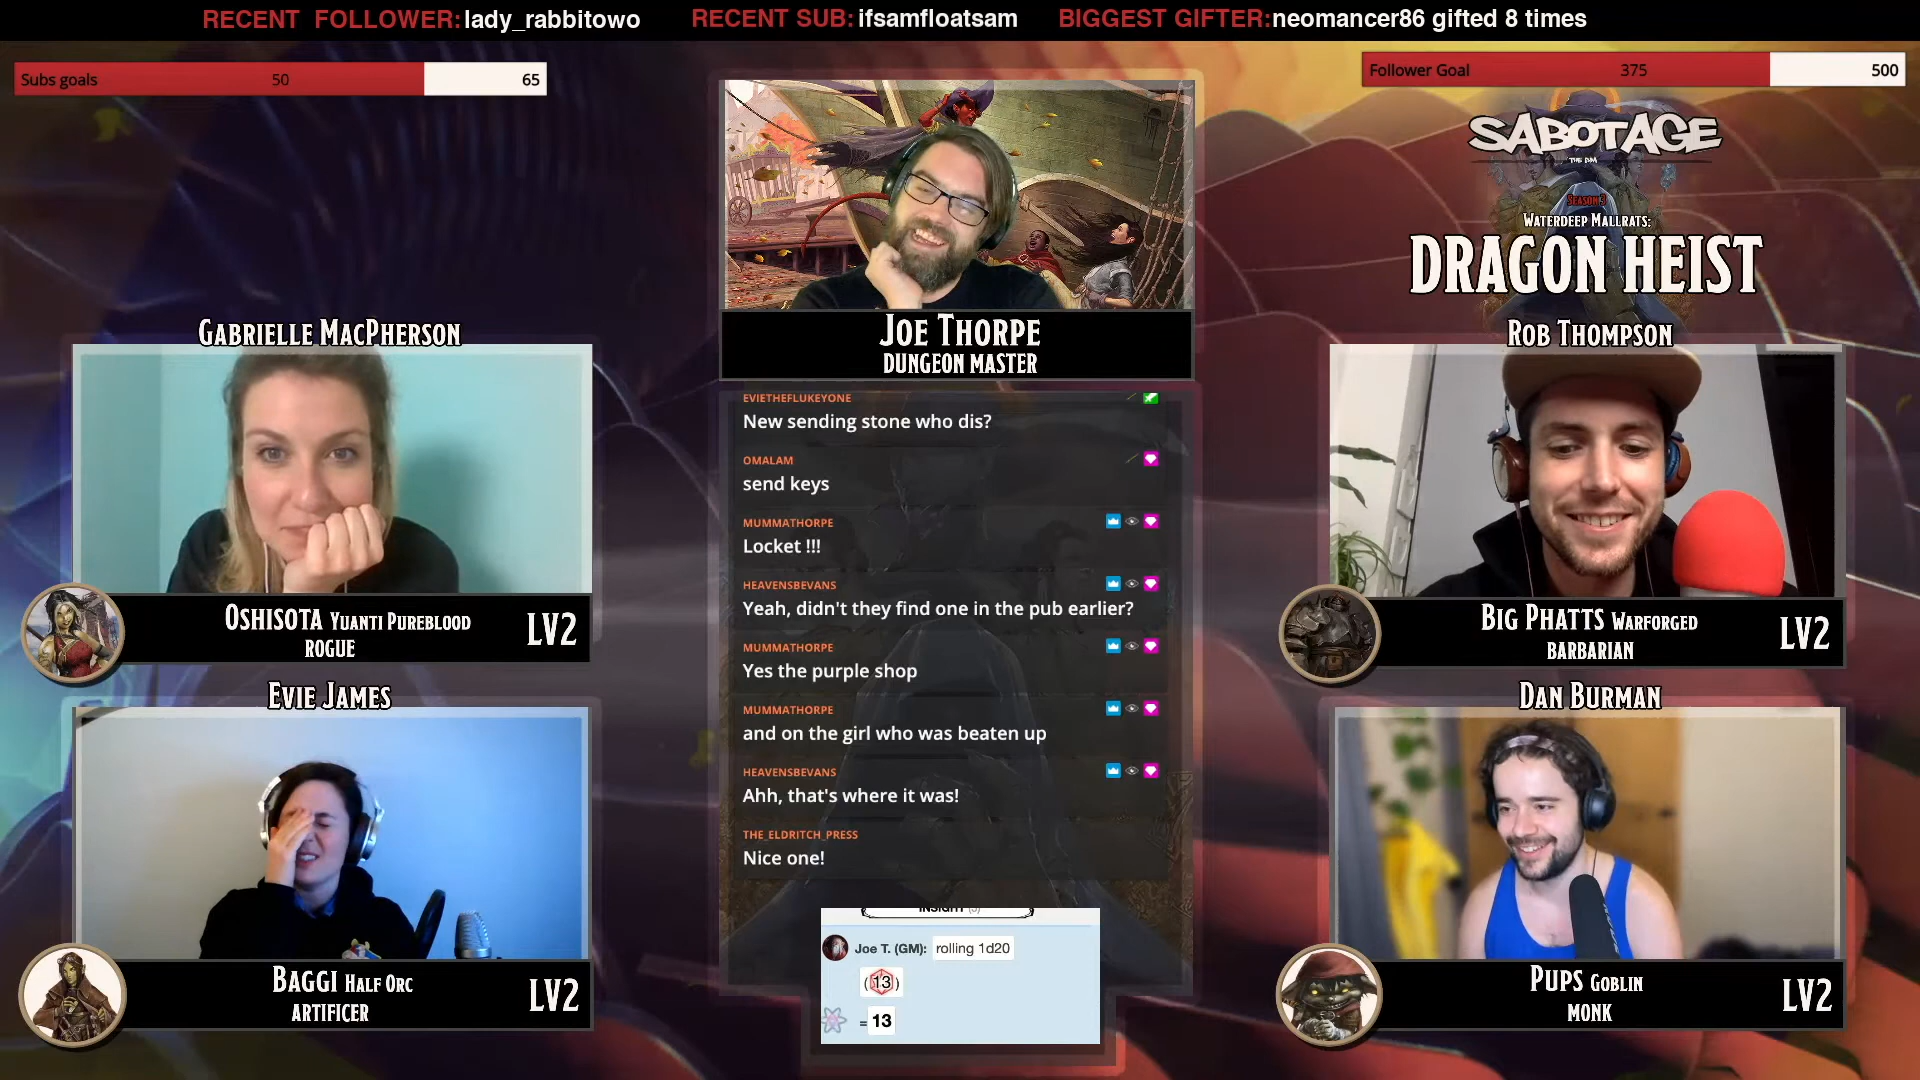 RECENT FOLLOWER: lady_rabbitowo RECENT SUB: ifsamfloatsam BIGGEST GIFTER: neomancer86 gifted 8 times
Subs goals 50 65
Follower Goal 375 500
SABOTAGE
SEASON 1
WATERDEEP MALLRATS:
DRAGON HEIST
JOE THORPE
DUNGEON MASTER
GABRIELLE MACPHERSON
OSHISOTA YUANTI PUREBLOOD
ROGUE
LV2
EVIE JAMES
BAGGI HALF ORC
ARTIFICER
LV2
EVIETHEFLUKEYONE
New sending stone who dis?
OMALAM
send keys
MUMMATHORPE
Locket !!!
HEAVENSBEVANS
Yeah, didn't they find one in the pub earlier?
MUMMATHORPE
Yes the purple shop
MUMMATHORPE
and on the girl who was beaten up
HEAVENSBEVANS
Ahh, that's where it was!
THE_ELDRITCH_PRESS
Nice one!
INSIGHT (3)
Joe T. (GM): rolling 1d20
(13)
=13
ROB THOMPSON
BIG PHATTS WARFORGED
BARBARIAN
LV2
DAN BURMAN
PUPS GOBLIN
MONK
LV2